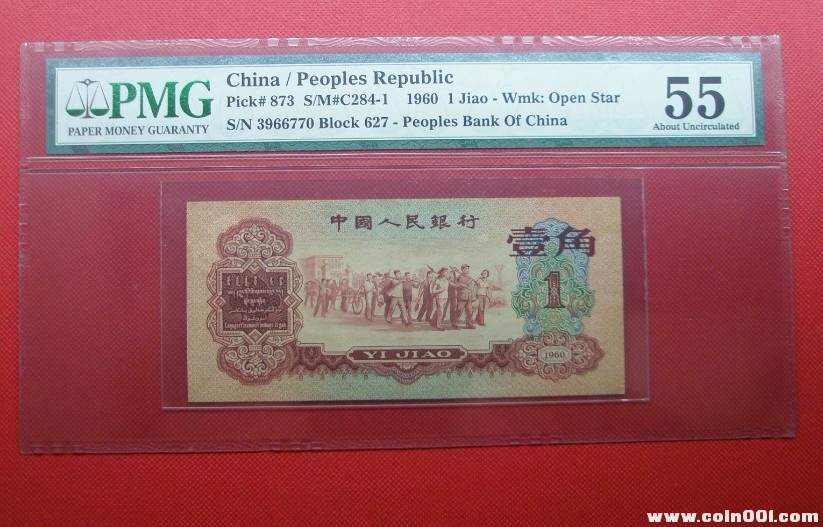 PMG
PAPER MONEY GUARANTY
China / Peoples Republic
Pick# 873 S/M#C284-1 1960 1 Jiao - Wmk: Open Star
S/N 3966770 Block 627 - Peoples Bank Of China
55
About Uncirculated
中國人民銀行
壹角
1
YI JIAO
1960
www.coin001.com